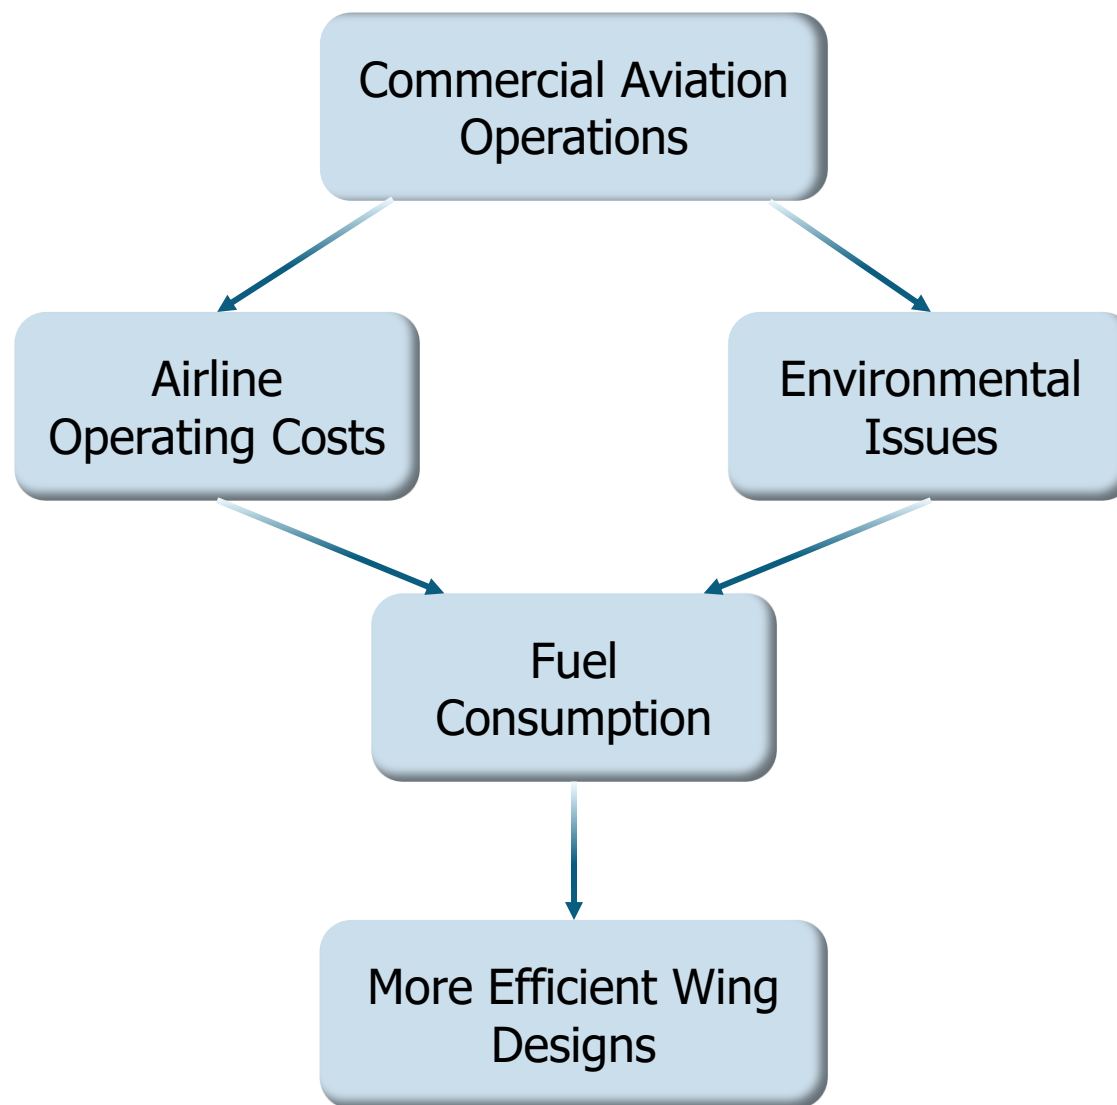 Commercial Aviation
Operations
Airline
Operating Costs
Environmental
Issues
Fuel
Consumption
More Efficient Wing
Designs